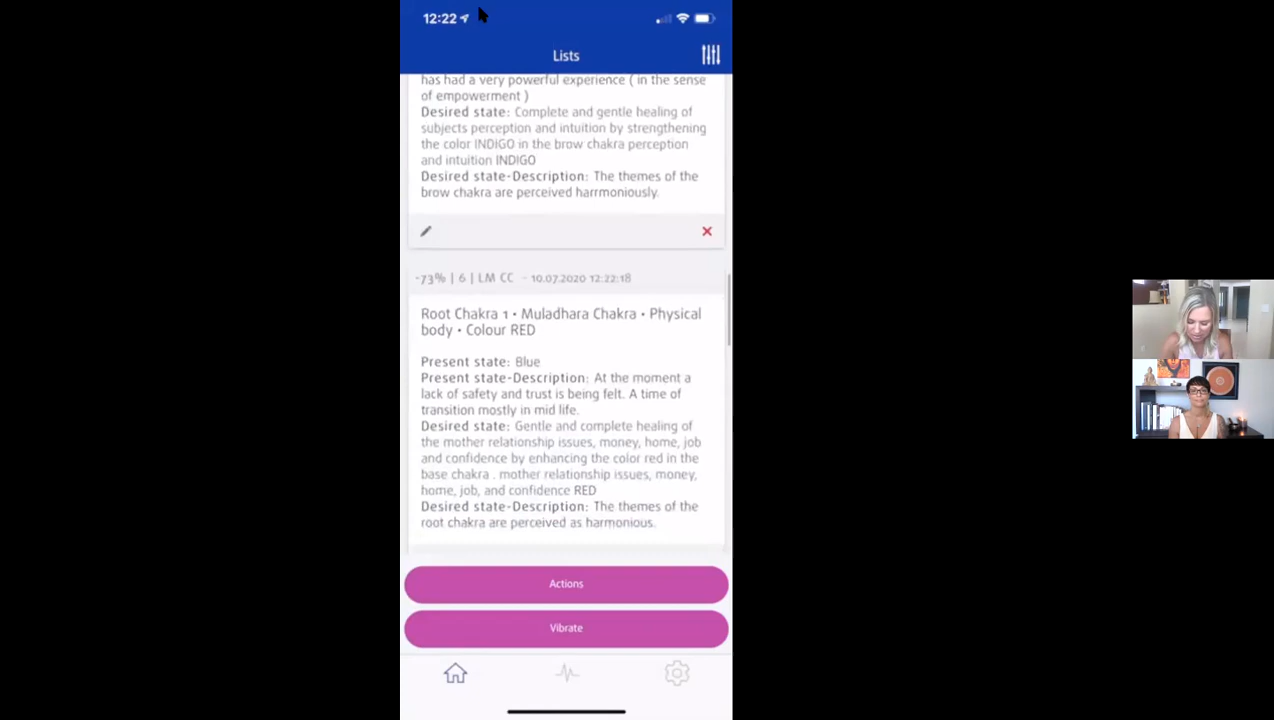 12:22
Lists
has had a very powerful experience ( in the sense
of empowerment )
Desired state: Complete and gentle healing of
subjects perception and intuition by strengthening
the color INDIGO in the brow chakra perception
and intuition INDIGO
Desired state-Description: The themes of the
brow chakra are perceived harrmoniously.
-73% | 6 | LM CC - 10.07.2020 12:22:18
Root Chakra 1 • Muladhara Chakra • Physical
body • Colour RED
Present state: Blue
Present state-Description: At the moment a
lack of safety and trust is being felt. A time of
transition mostly in mid life.
Desired state: Gentle and complete healing of
the mother relationship issues, money, home, job
and confidence by enhancing the color red in the
base chakra . mother relationship issues, money,
home, job, and confidence RED
Desired state-Description: The themes of the
root chakra are perceived as harmonious.
Actions
Vibrate